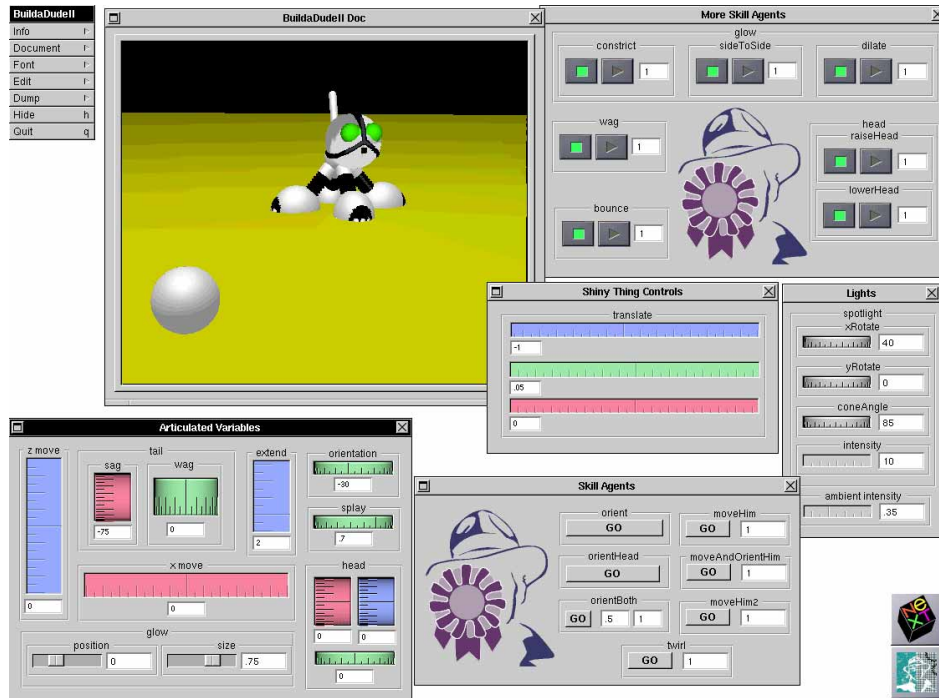 BuildaDudeII
Info
Document
Font
Edit
Dump
Hide h
Quit q
BuildaDudeII Doc
More Skill Agents
glow
constrict
sideToSide
dilate
1
1
1
wag
1
head
raiseHead
1
lowerHead
1
bounce
1
Shiny Thing Controls
translate
-1
.05
0
Lights
spotlight
xRotate
40
yRotate
0
coneAngle
85
intensity
10
ambient intensity
.35
Articulated Variables
z move
0
tail
sag
-75
wag
0
extend
2
orientation
-30
splay
.7
x move
0
head
0
0
0
glow
position
0
size
.75
Skill Agents
orient
GO
moveHim
GO 1
orientHead
GO
moveAndOrientHim
GO 1
orientBoth
GO .5 1
moveHim2
GO 1
twirl
GO 1
NeXT